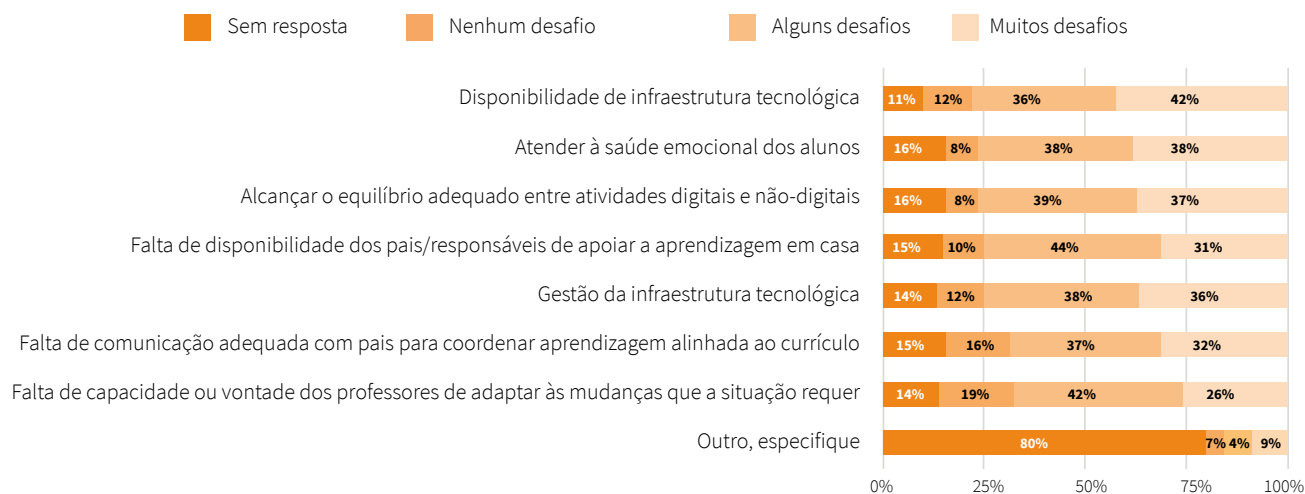 Sem resposta Nenhum desafio Alguns desafios Muitos desafios
Disponibilidade de infraestrutura tecnológica 11% 12% 36% 42%
Atender à saúde emocional dos alunos 16% 8% 38% 38%
Alcançar o equilíbrio adequado entre atividades digitais e não-digitais 16% 8% 39% 37%
Falta de disponibilidade dos pais/responsáveis de apoiar a aprendizagem em casa 15% 10% 44% 31%
Gestão da infraestrutura tecnológica 14% 12% 38% 36%
Falta de comunicação adequada com pais para coordenar aprendizagem alinhada ao currículo 15% 16% 37% 32%
Falta de capacidade ou vontade dos professores de adaptar às mudanças que a situação requer 14% 19% 42% 26%
Outro, especifique 80% 7% 4% 9%
0% 25% 50% 75% 100%